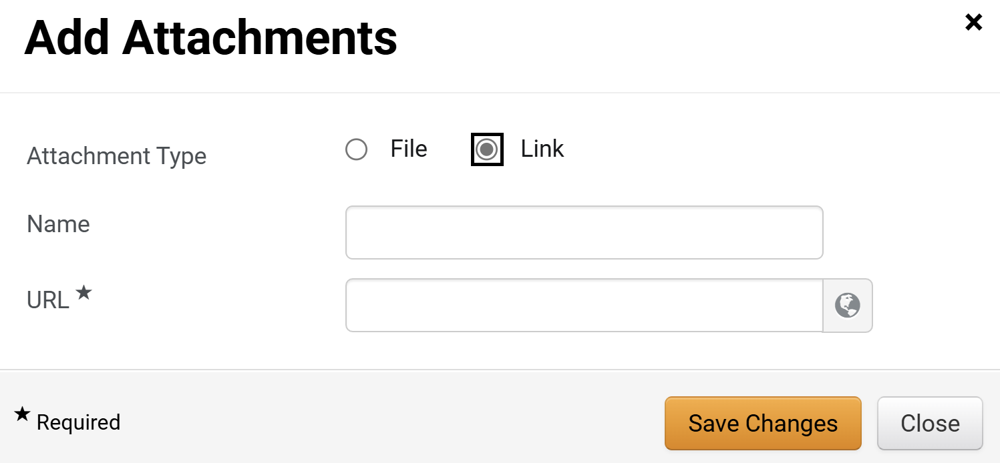 Add Attachments
Attachment Type
File
Link
Name
URL ★
★ Required
Save Changes
Close